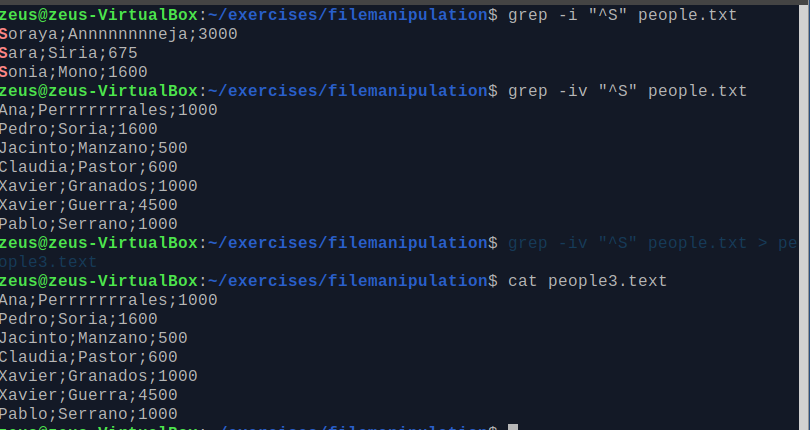 zeus@zeus-VirtualBox:~/exercises/filemanipulation$ grep -i "^S" people.txt
Soraya;Annnnnnnneja;3000
Sara;Siria;675
Sonia;Mono;1600
zeus@zeus-VirtualBox:~/exercises/filemanipulation$ grep -iv "^S" people.txt
Ana;Perrrrrrrales;1000
Pedro;Soria;1600
Jacinto;Manzano;500
Claudia;Pastor;600
Xavier;Granados;1000
Xavier;Guerra;4500
Pablo;Serrano;1000
zeus@zeus-VirtualBox:~/exercises/filemanipulation$ grep -iv "^S" people.txt > pe
ople3.text
zeus@zeus-VirtualBox:~/exercises/filemanipulation$ cat people3.text
Ana;Perrrrrrrales;1000
Pedro;Soria;1600
Jacinto;Manzano;500
Claudia;Pastor;600
Xavier;Granados;1000
Xavier;Guerra;4500
Pablo;Serrano;1000
zeus@zeus-VirtualBox:~/exercises/filemanipulation$